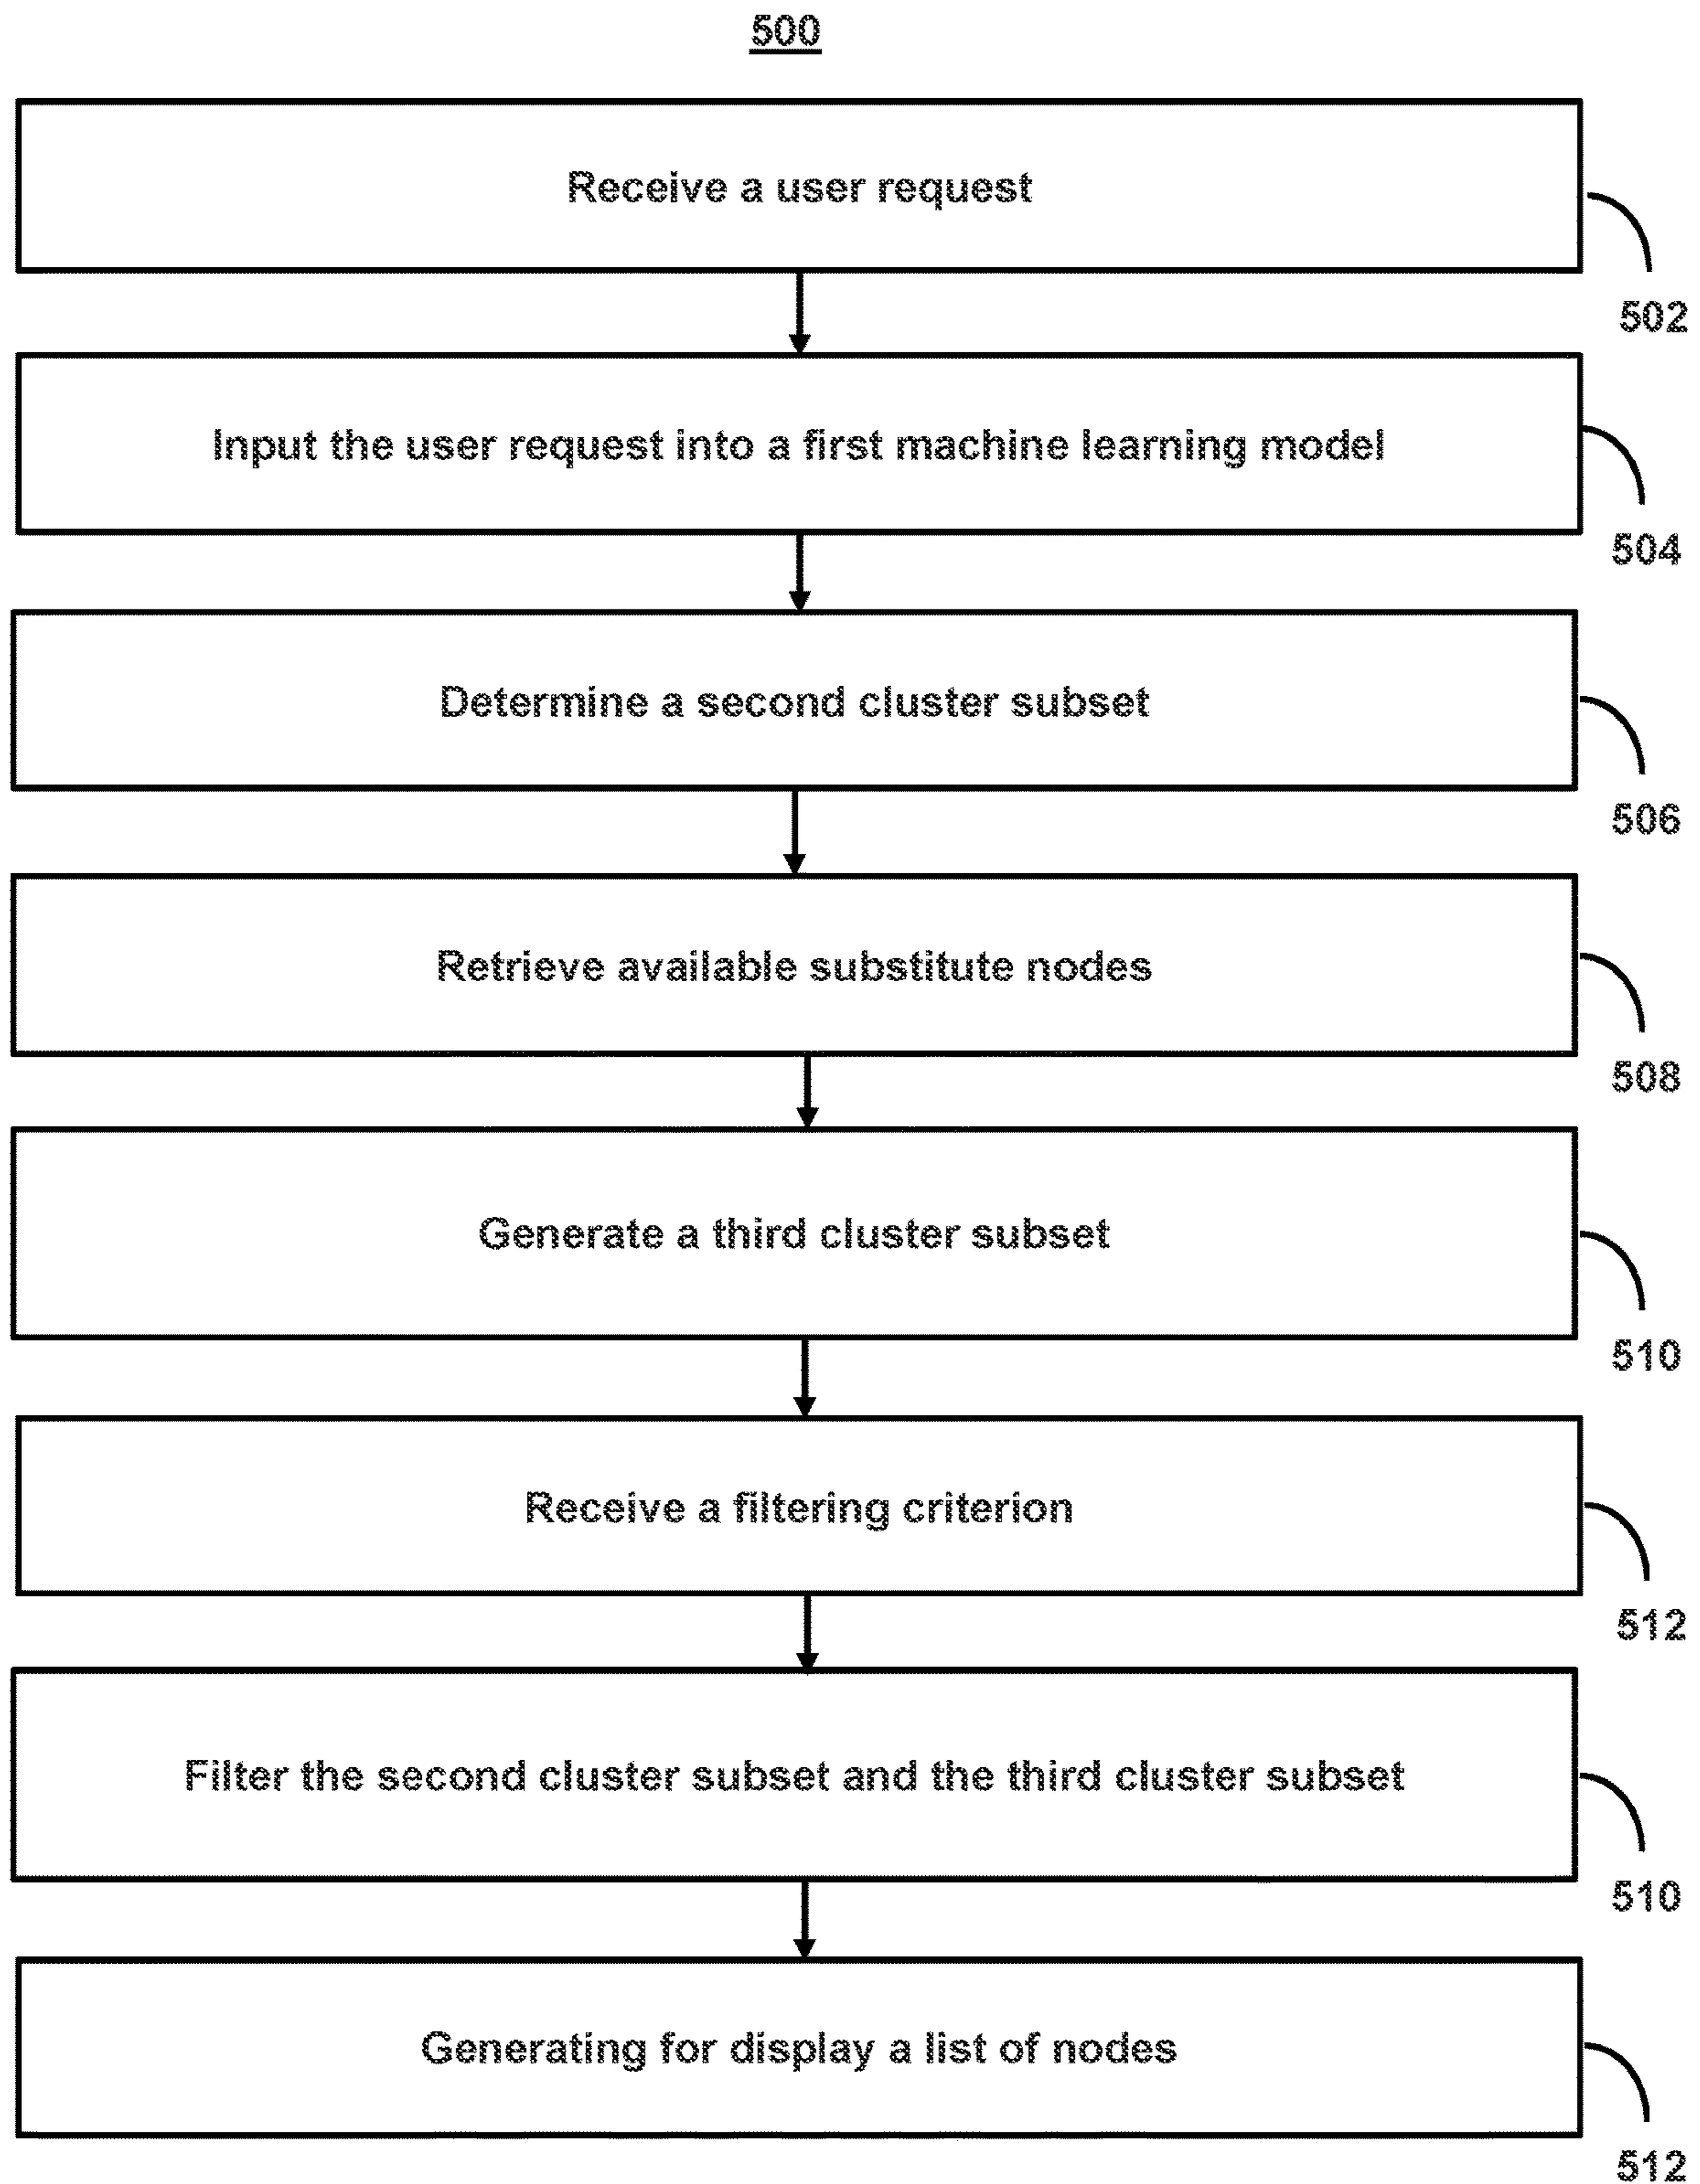 500
Receive a user request
502
Input the user request into a first machine learning model
504
Determine a second cluster subset
506
Retrieve available substitute nodes
508
Generate a third cluster subset
510
Receive a filtering criterion
512
Filter the second cluster subset and the third cluster subset
510
Generating for display a list of nodes
512